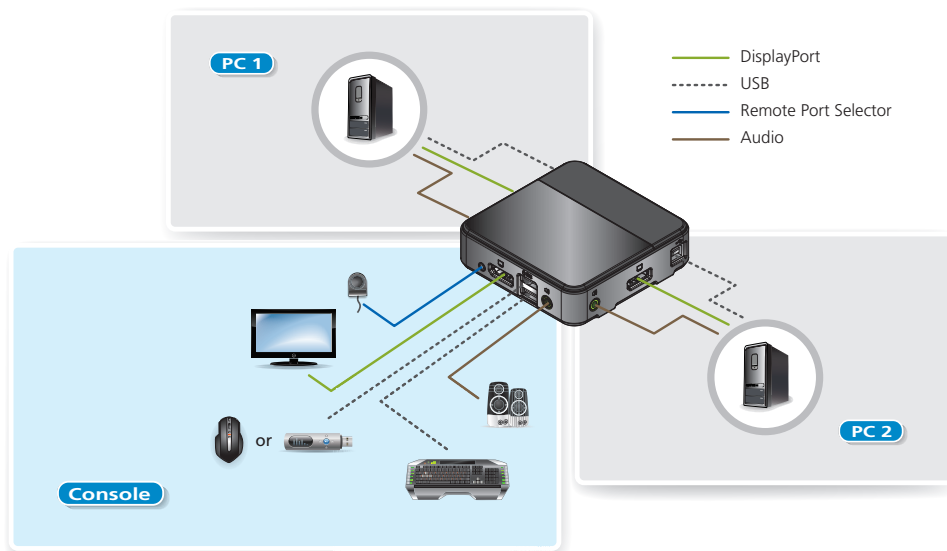 PC 1
DisplayPort
USB
Remote Port Selector
Audio
or
PC 2
Console